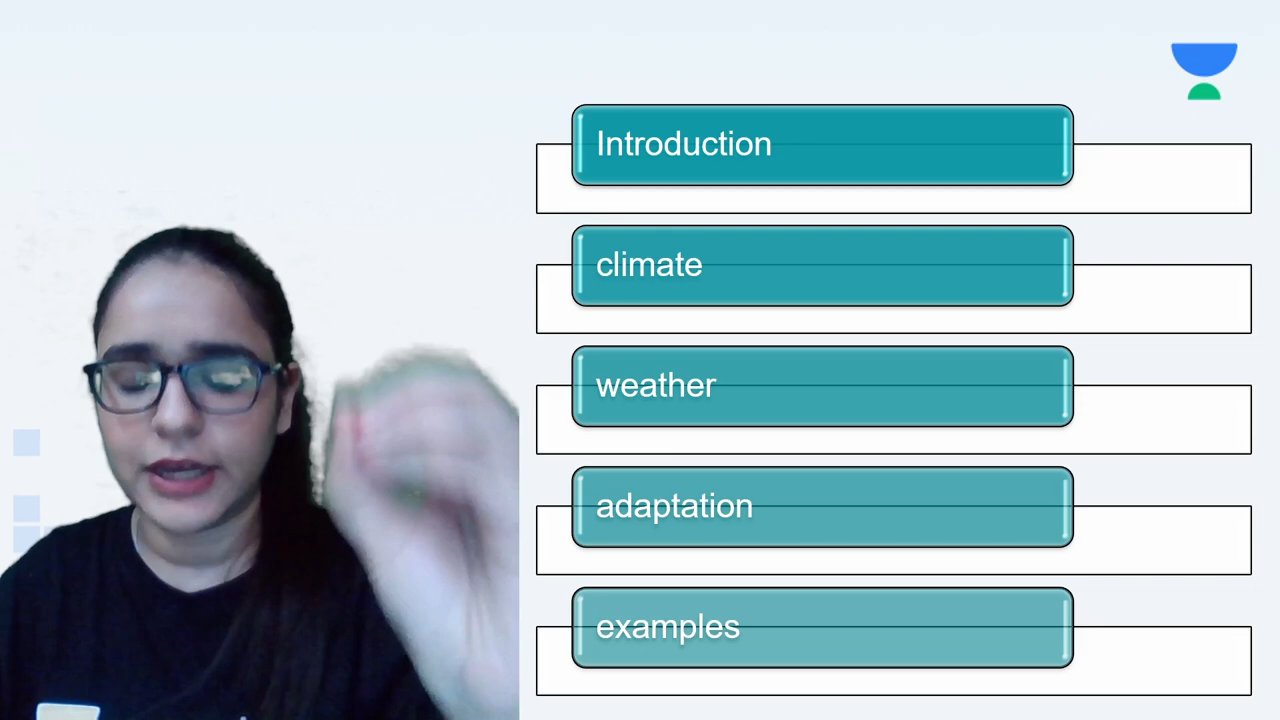 Introduction
climate
weather
adaptation
examples